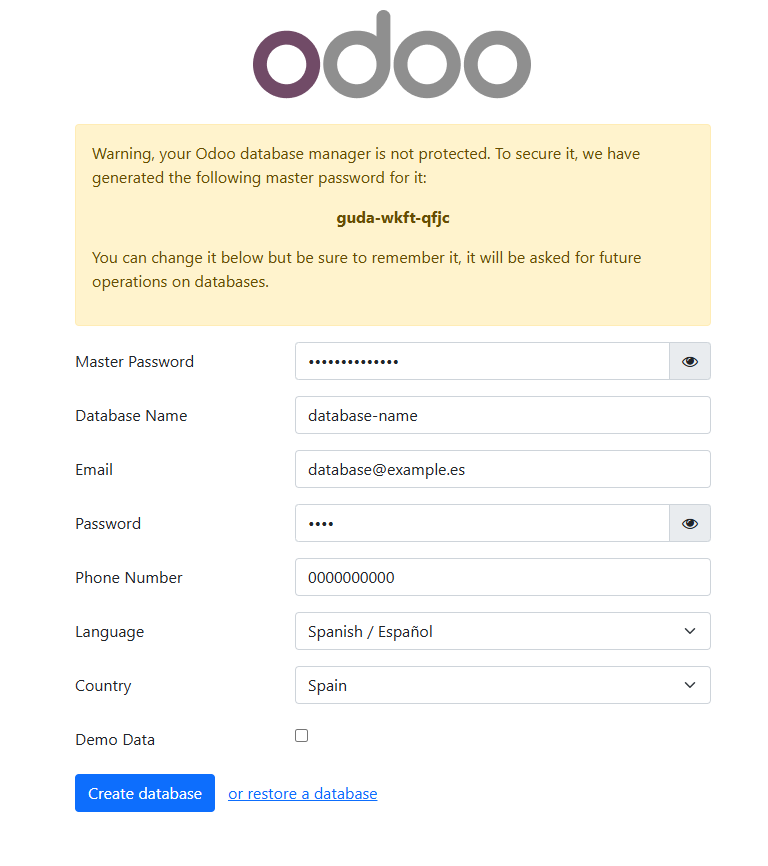 odoo
Warning, your Odoo database manager is not protected. To secure it, we have
generated the following master password for it:
guda-wkft-qfjc
You can change it below but be sure to remember it, it will be asked for future
operations on databases.
Master Password ••••••••••••••
Database Name database-name
Email database@example.es
Password ••••
Phone Number 0000000000
Language Spanish / Español
Country Spain
Demo Data
Create database or restore a database